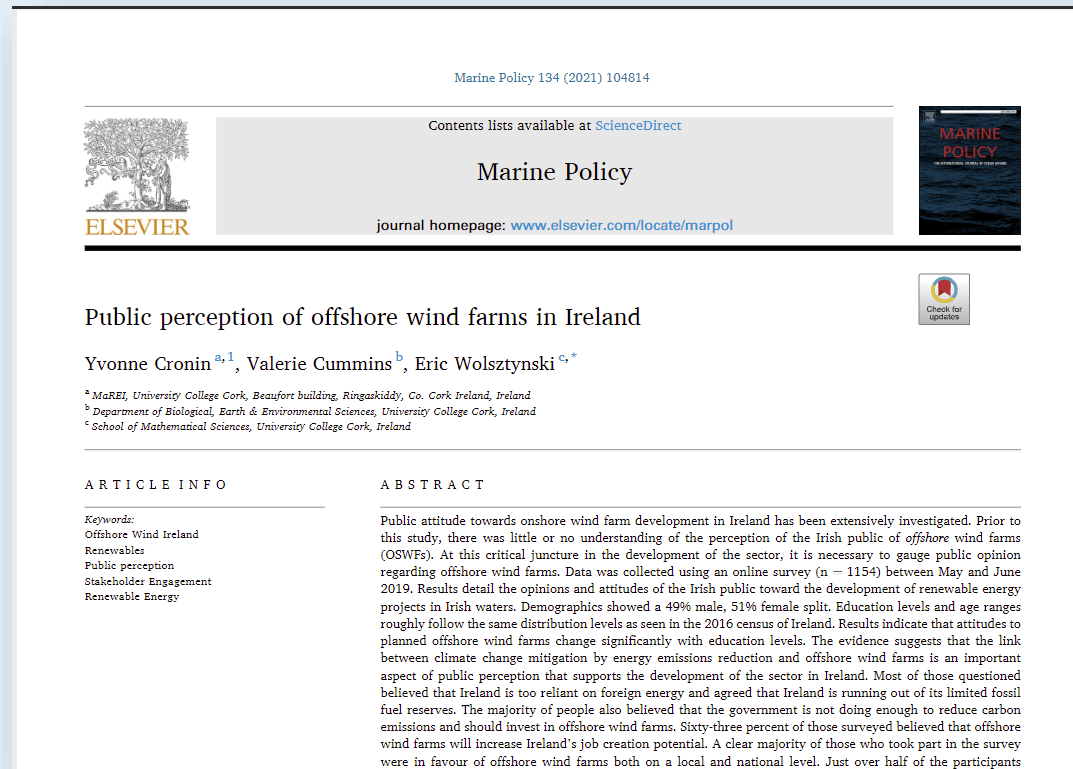 Marine Policy 134 (2021) 104814
Contents lists available at ScienceDirect
Marine Policy
journal homepage: www.elsevier.com/locate/marpol
ELSEVIER
MARINE
POLICY
THE INTERNATIONAL JOURNAL OF OCEAN AFFAIRS
Check for
updates
Public perception of offshore wind farms in Ireland
Yvonne Cronin a,1, Valerie Cummins b, Eric Wolsztynski c,*
a MaREI, University College Cork, Beaufort building, Ringaskiddy, Co. Cork Ireland, Ireland
b Department of Biological, Earth & Environmental Sciences, University College Cork, Ireland
c School of Mathematical Sciences, University College Cork, Ireland
ARTICLE INFO
Keywords:
Offshore Wind Ireland
Renewables
Public perception
Stakeholder Engagement
Renewable Energy
ABSTRACT
Public attitude towards onshore wind farm development in Ireland has been extensively investigated. Prior to
this study, there was little or no understanding of the perception of the Irish public of offshore wind farms
(OSWFs). At this critical juncture in the development of the sector, it is necessary to gauge public opinion
regarding offshore wind farms. Data was collected using an online survey (n = 1154) between May and June
2019. Results detail the opinions and attitudes of the Irish public toward the development of renewable energy
projects in Irish waters. Demographics showed a 49% male, 51% female split. Education levels and age ranges
roughly follow the same distribution levels as seen in the 2016 census of Ireland. Results indicate that attitudes to
planned offshore wind farms change significantly with education levels. The evidence suggests that the link
between climate change mitigation by energy emissions reduction and offshore wind farms is an important
aspect of public perception that supports the development of the sector in Ireland. Most of those questioned
believed that Ireland is too reliant on foreign energy and agreed that Ireland is running out of its limited fossil
fuel reserves. The majority of people also believed that the government is not doing enough to reduce carbon
emissions and should invest in offshore wind farms. Sixty-three percent of those surveyed believed that offshore
wind farms will increase Ireland's job creation potential. A clear majority of those who took part in the survey
were in favour of offshore wind farms both on a local and national level. Just over half of the participants